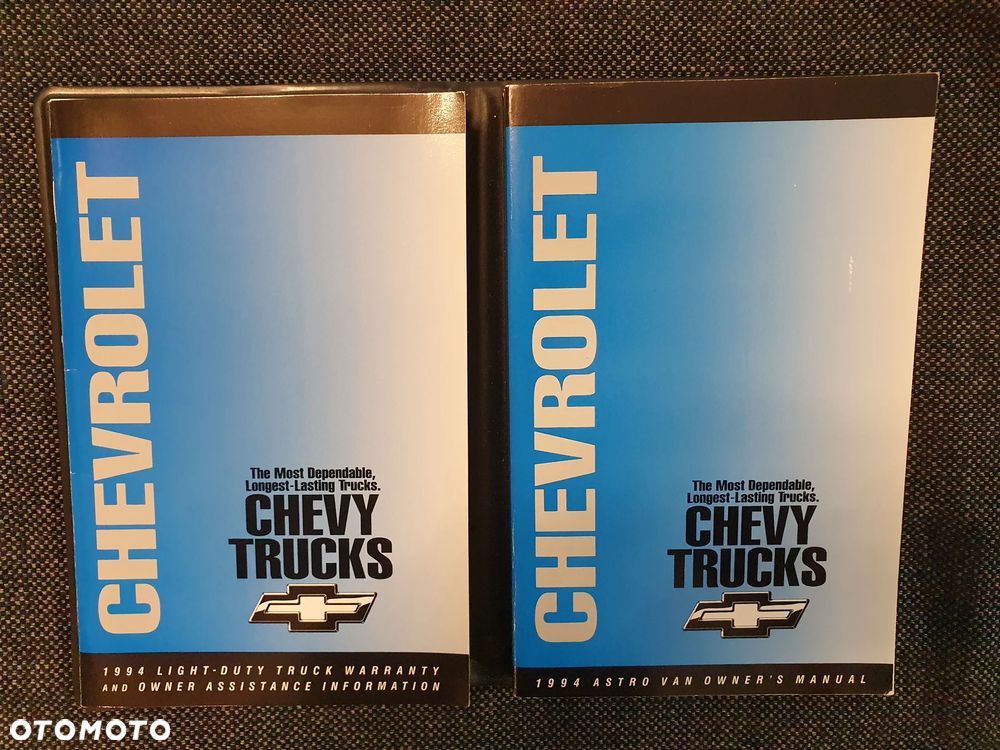 CHEVROLET
The Most Dependable,
Longest-Lasting Trucks.
CHEVY
TRUCKS
1994 LIGHT-DUTY TRUCK WARRANTY
AND OWNER ASSISTANCE INFORMATION
CHEVROLET
The Most Dependable,
Longest-Lasting Trucks.
CHEVY
TRUCKS
1994 ASTRO VAN OWNER'S MANUAL
OTOMOTO